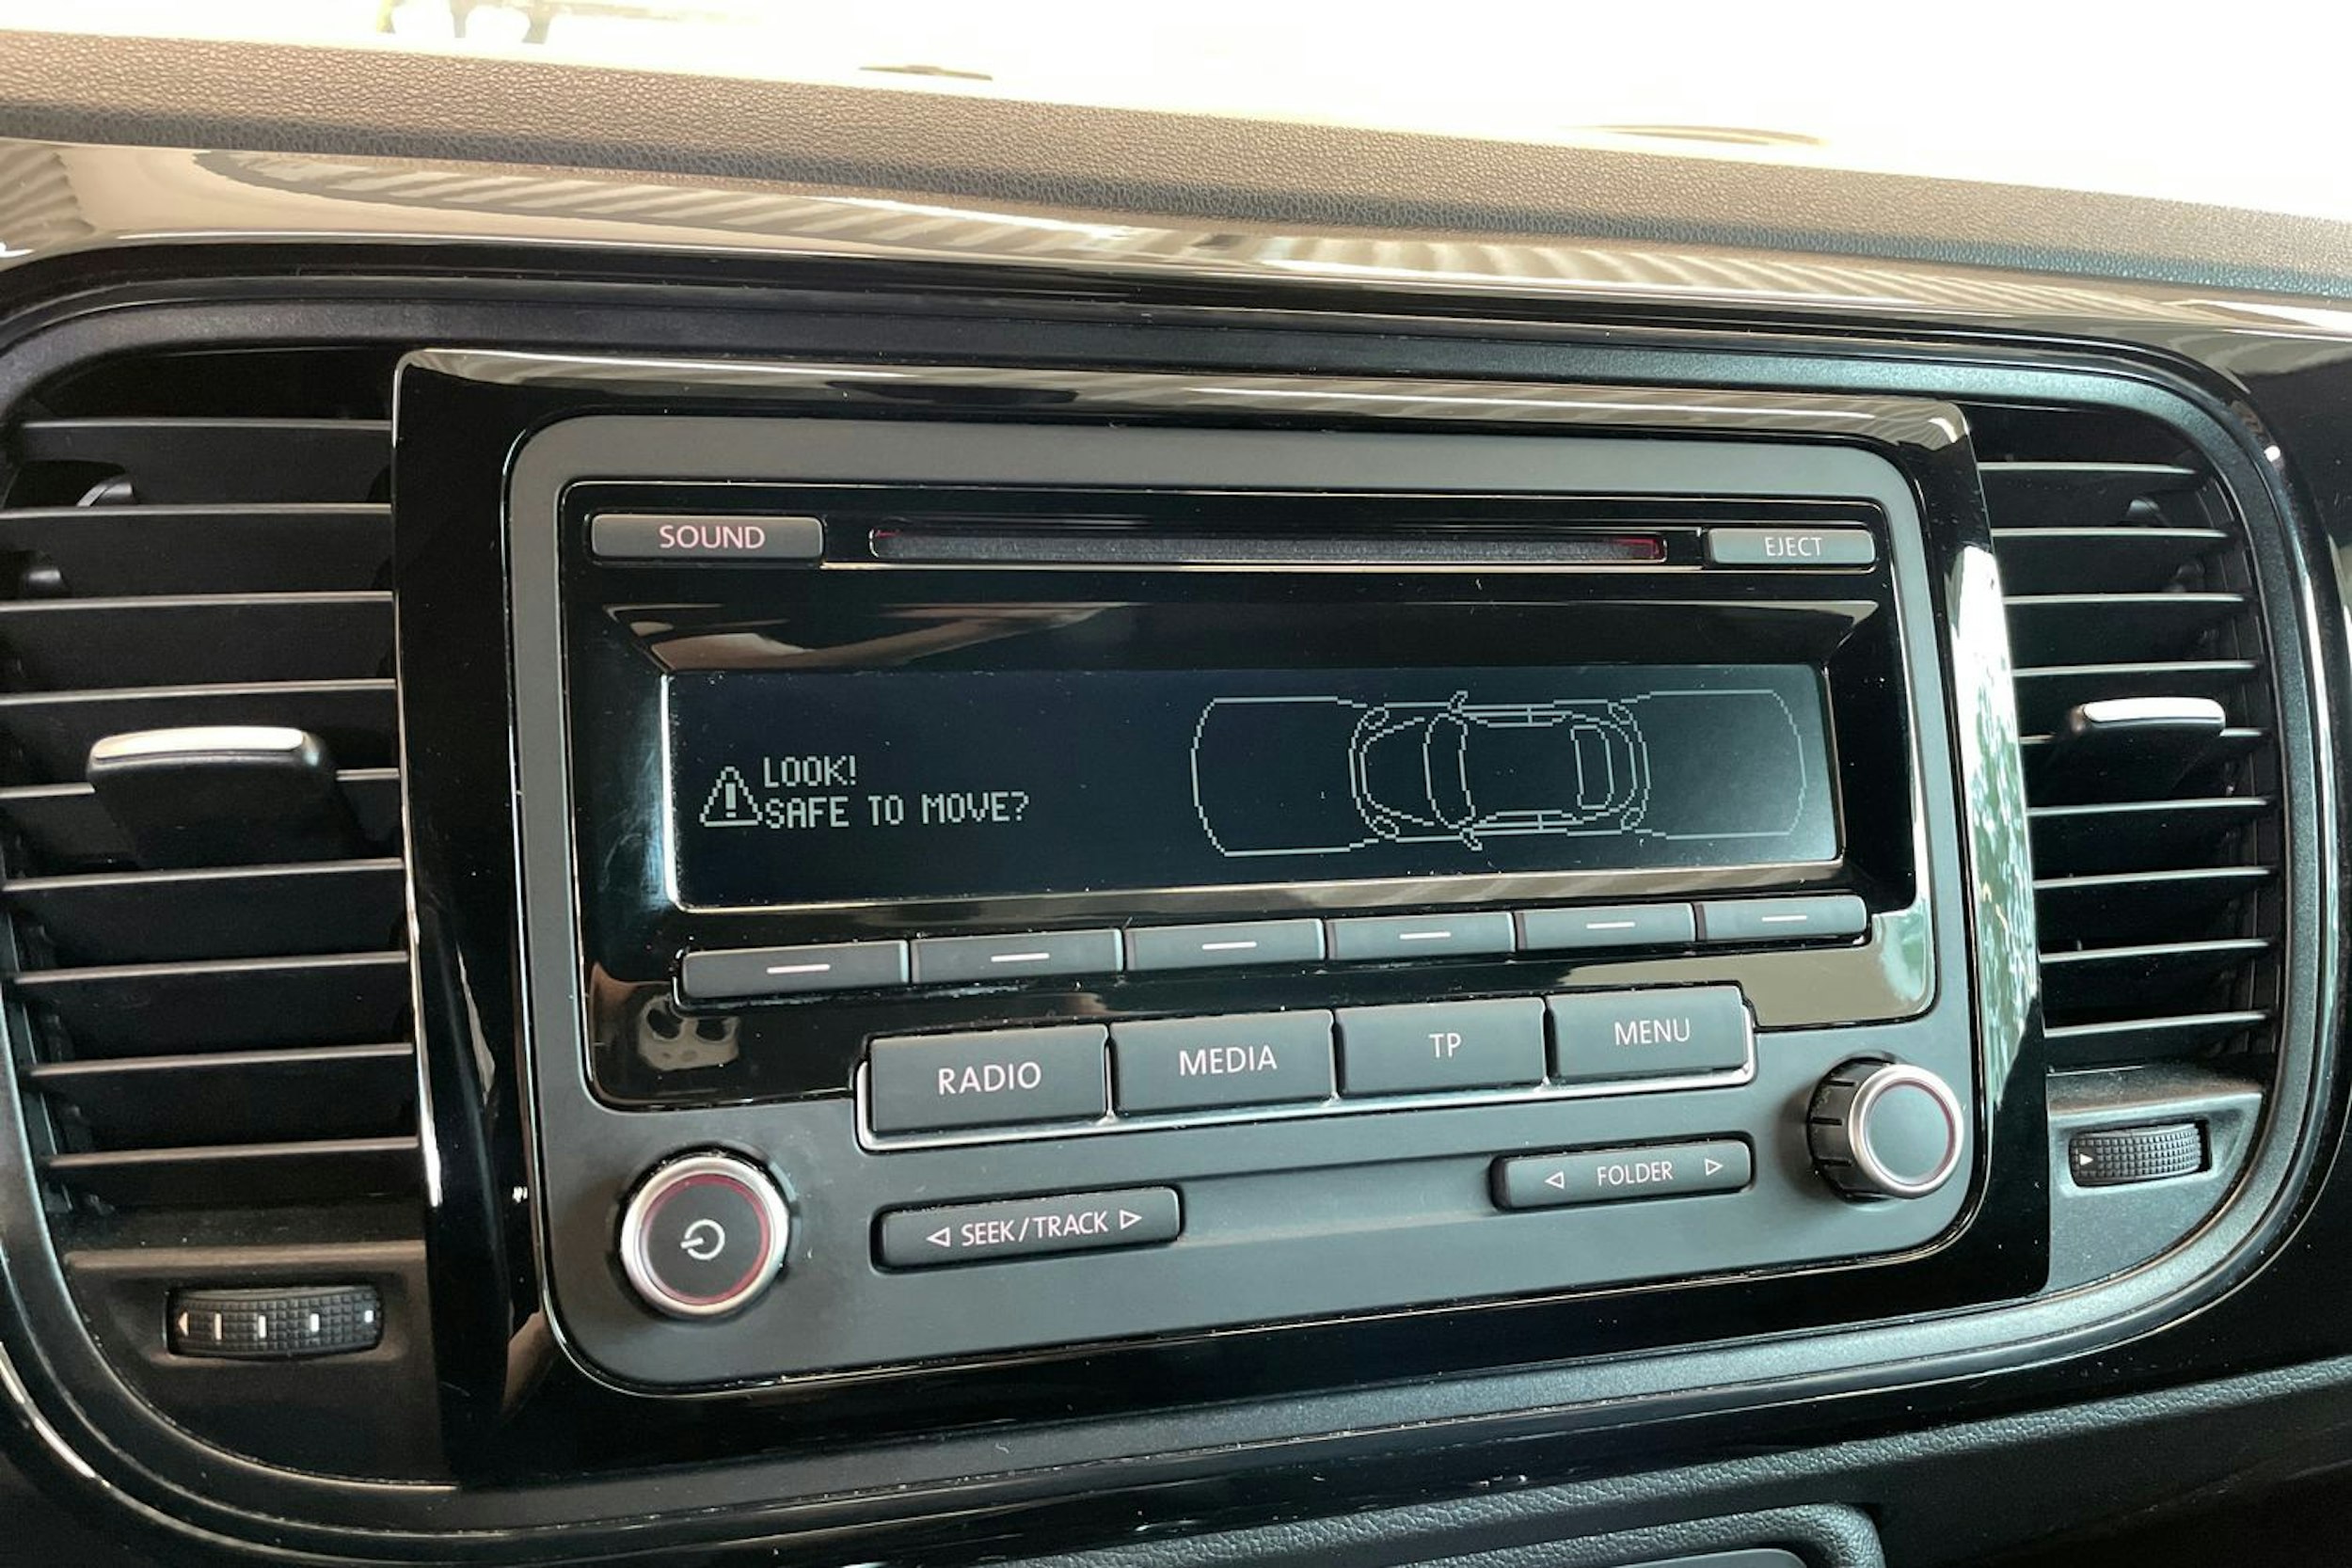 SOUND
EJECT
LOOK!
SAFE TO MOVE?
RADIO
MEDIA
TP
MENU
SEEK/TRACK
FOLDER